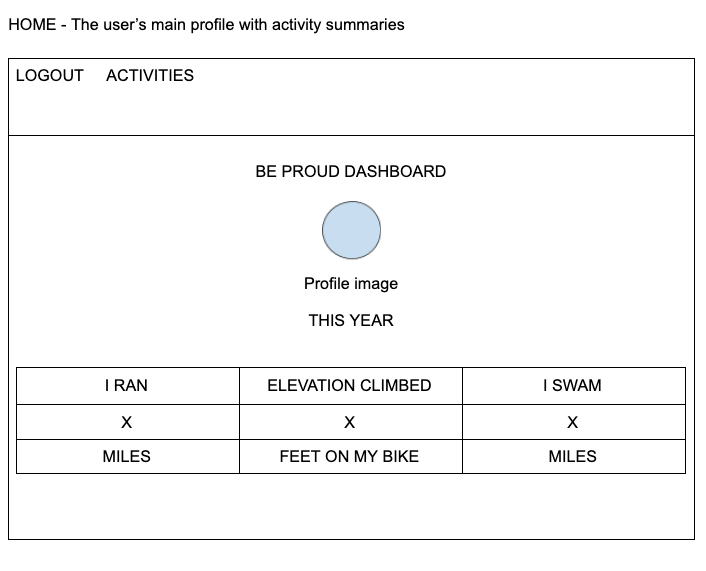 HOME - The user’s main profile with activity summaries
LOGOUT ACTIVITIES
BE PROUD DASHBOARD
Profile image
THIS YEAR
I RAN ELEVATION CLIMBED I SWAM
X X X
MILES FEET ON MY BIKE MILES